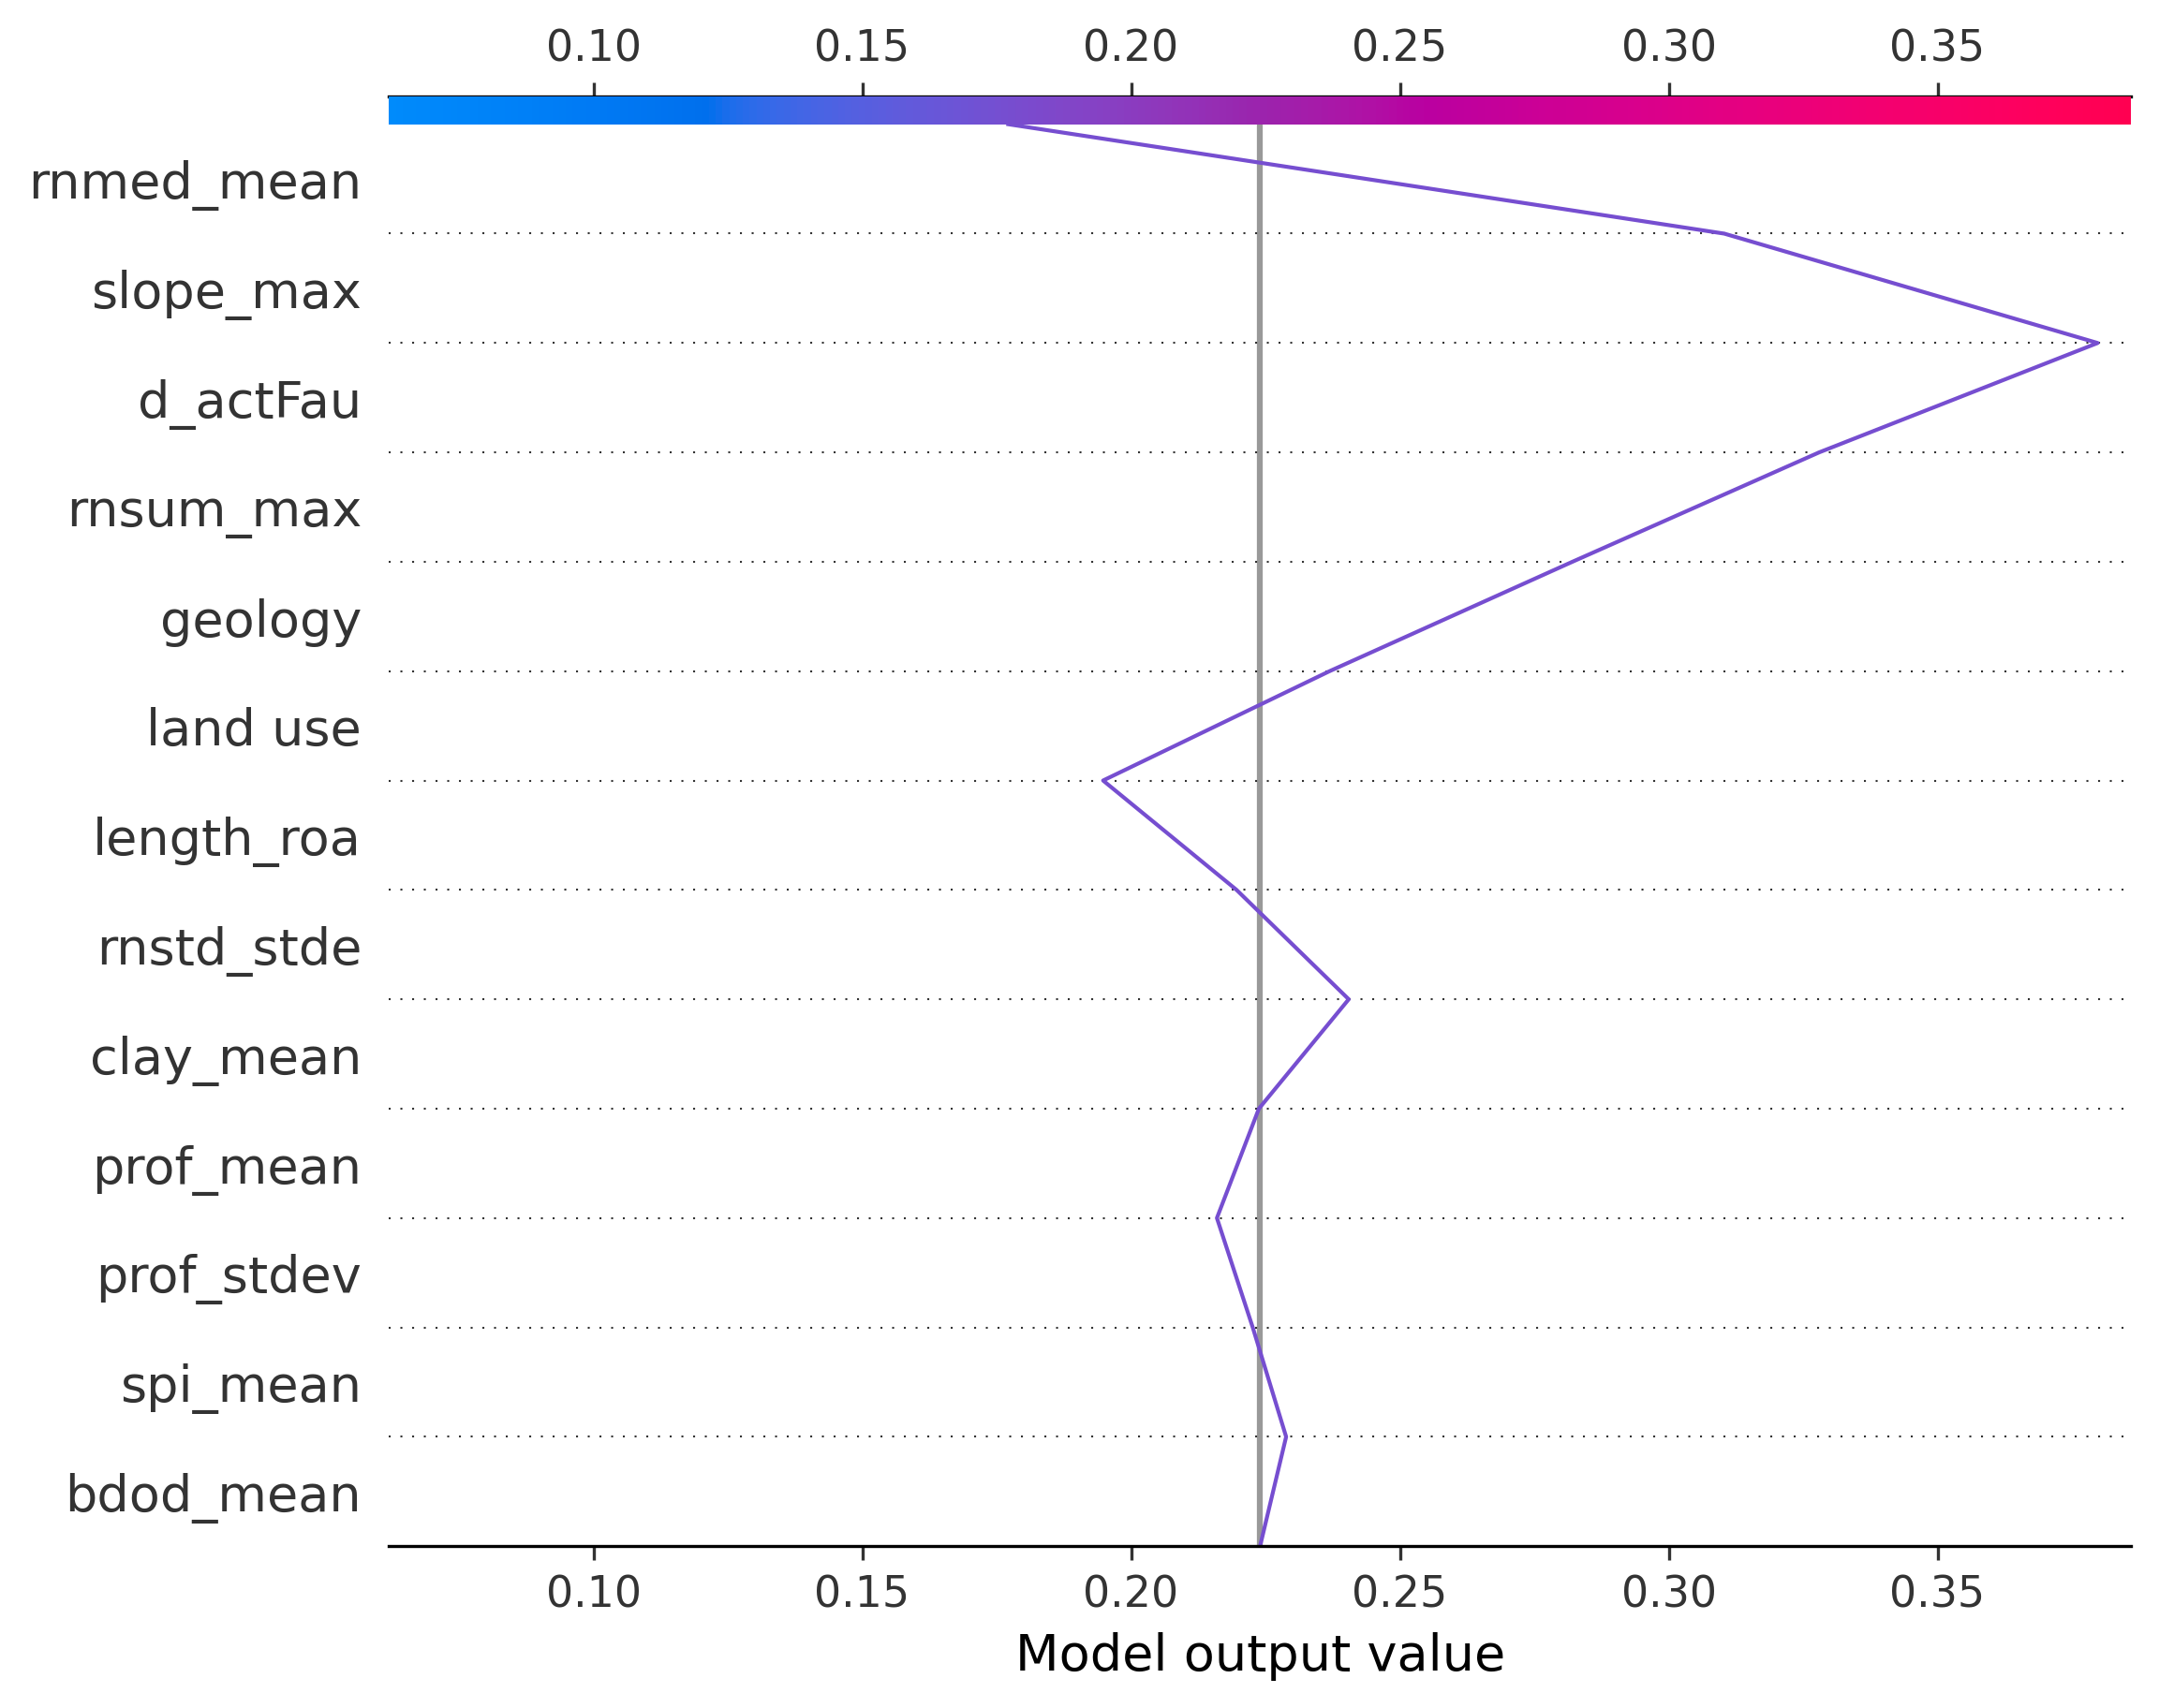 0.10 0.15 0.20 0.25 0.30 0.35
rnmed_mean
slope_max
d_actFau
rnsum_max
geology
land use
length_roa
rnstd_stde
clay_mean
prof_mean
prof_stdev
spi_mean
bdod_mean
0.10 0.15 0.20 0.25 0.30 0.35
Model output value